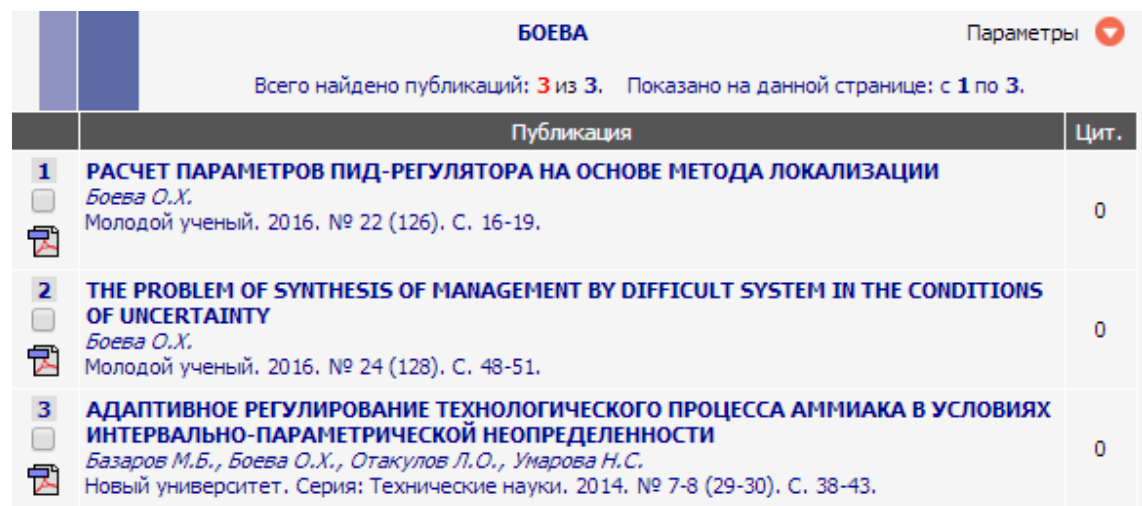 БОЕВА
Параметры
Всего найдено публикаций: 3 из 3. Показано на данной странице: с 1 по 3.
Публикация Цит.
1 РАСЧЕТ ПАРАМЕТРОВ ПИД-РЕГУЛЯТОРА НА ОСНОВЕ МЕТОДА ЛОКАЛИЗАЦИИ
Боева О.Х.
Молодой ученый. 2016. № 22 (126). С. 16-19.
0
2 THE PROBLEM OF SYNTHESIS OF MANAGEMENT BY DIFFICULT SYSTEM IN THE CONDITIONS
OF UNCERTAINTY
Боева О.Х.
Молодой ученый. 2016. № 24 (128). С. 48-51.
0
3 АДАПТИВНОЕ РЕГУЛИРОВАНИЕ ТЕХНОЛОГИЧЕСКОГО ПРОЦЕССА АММИАКА В УСЛОВИЯХ
ИНТЕРВАЛЬНО-ПАРАМЕТРИЧЕСКОЙ НЕОПРЕДЕЛЕННОСТИ
Базаров М.Б., Боева О.Х., Отакулов Л.О., Умарова Н.С.
Новый университет. Серия: Технические науки. 2014. № 7-8 (29-30). С. 38-43.
0